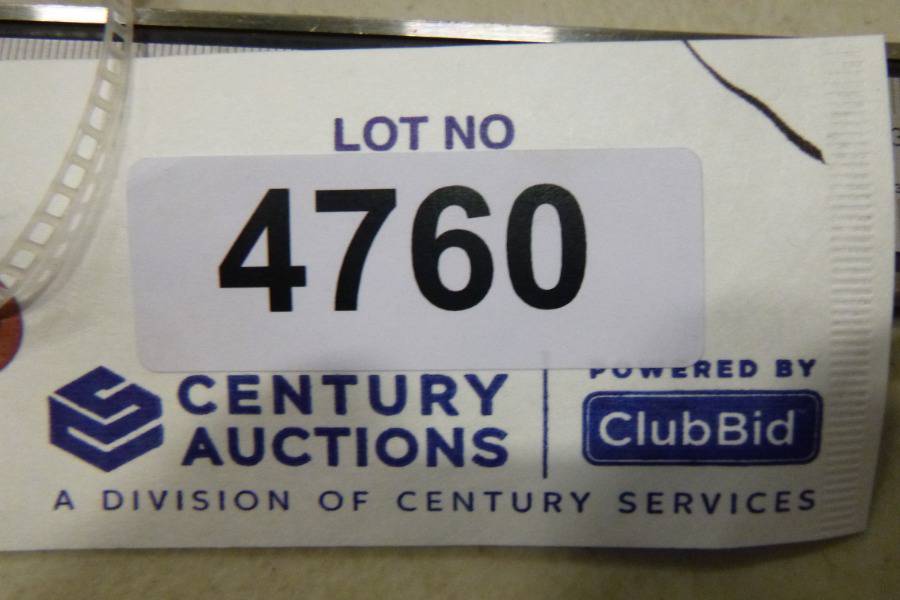 LOT NO
4760
CENTURY
AUCTIONS
POWERED BY
ClubBid
A DIVISION OF CENTURY SERVICES